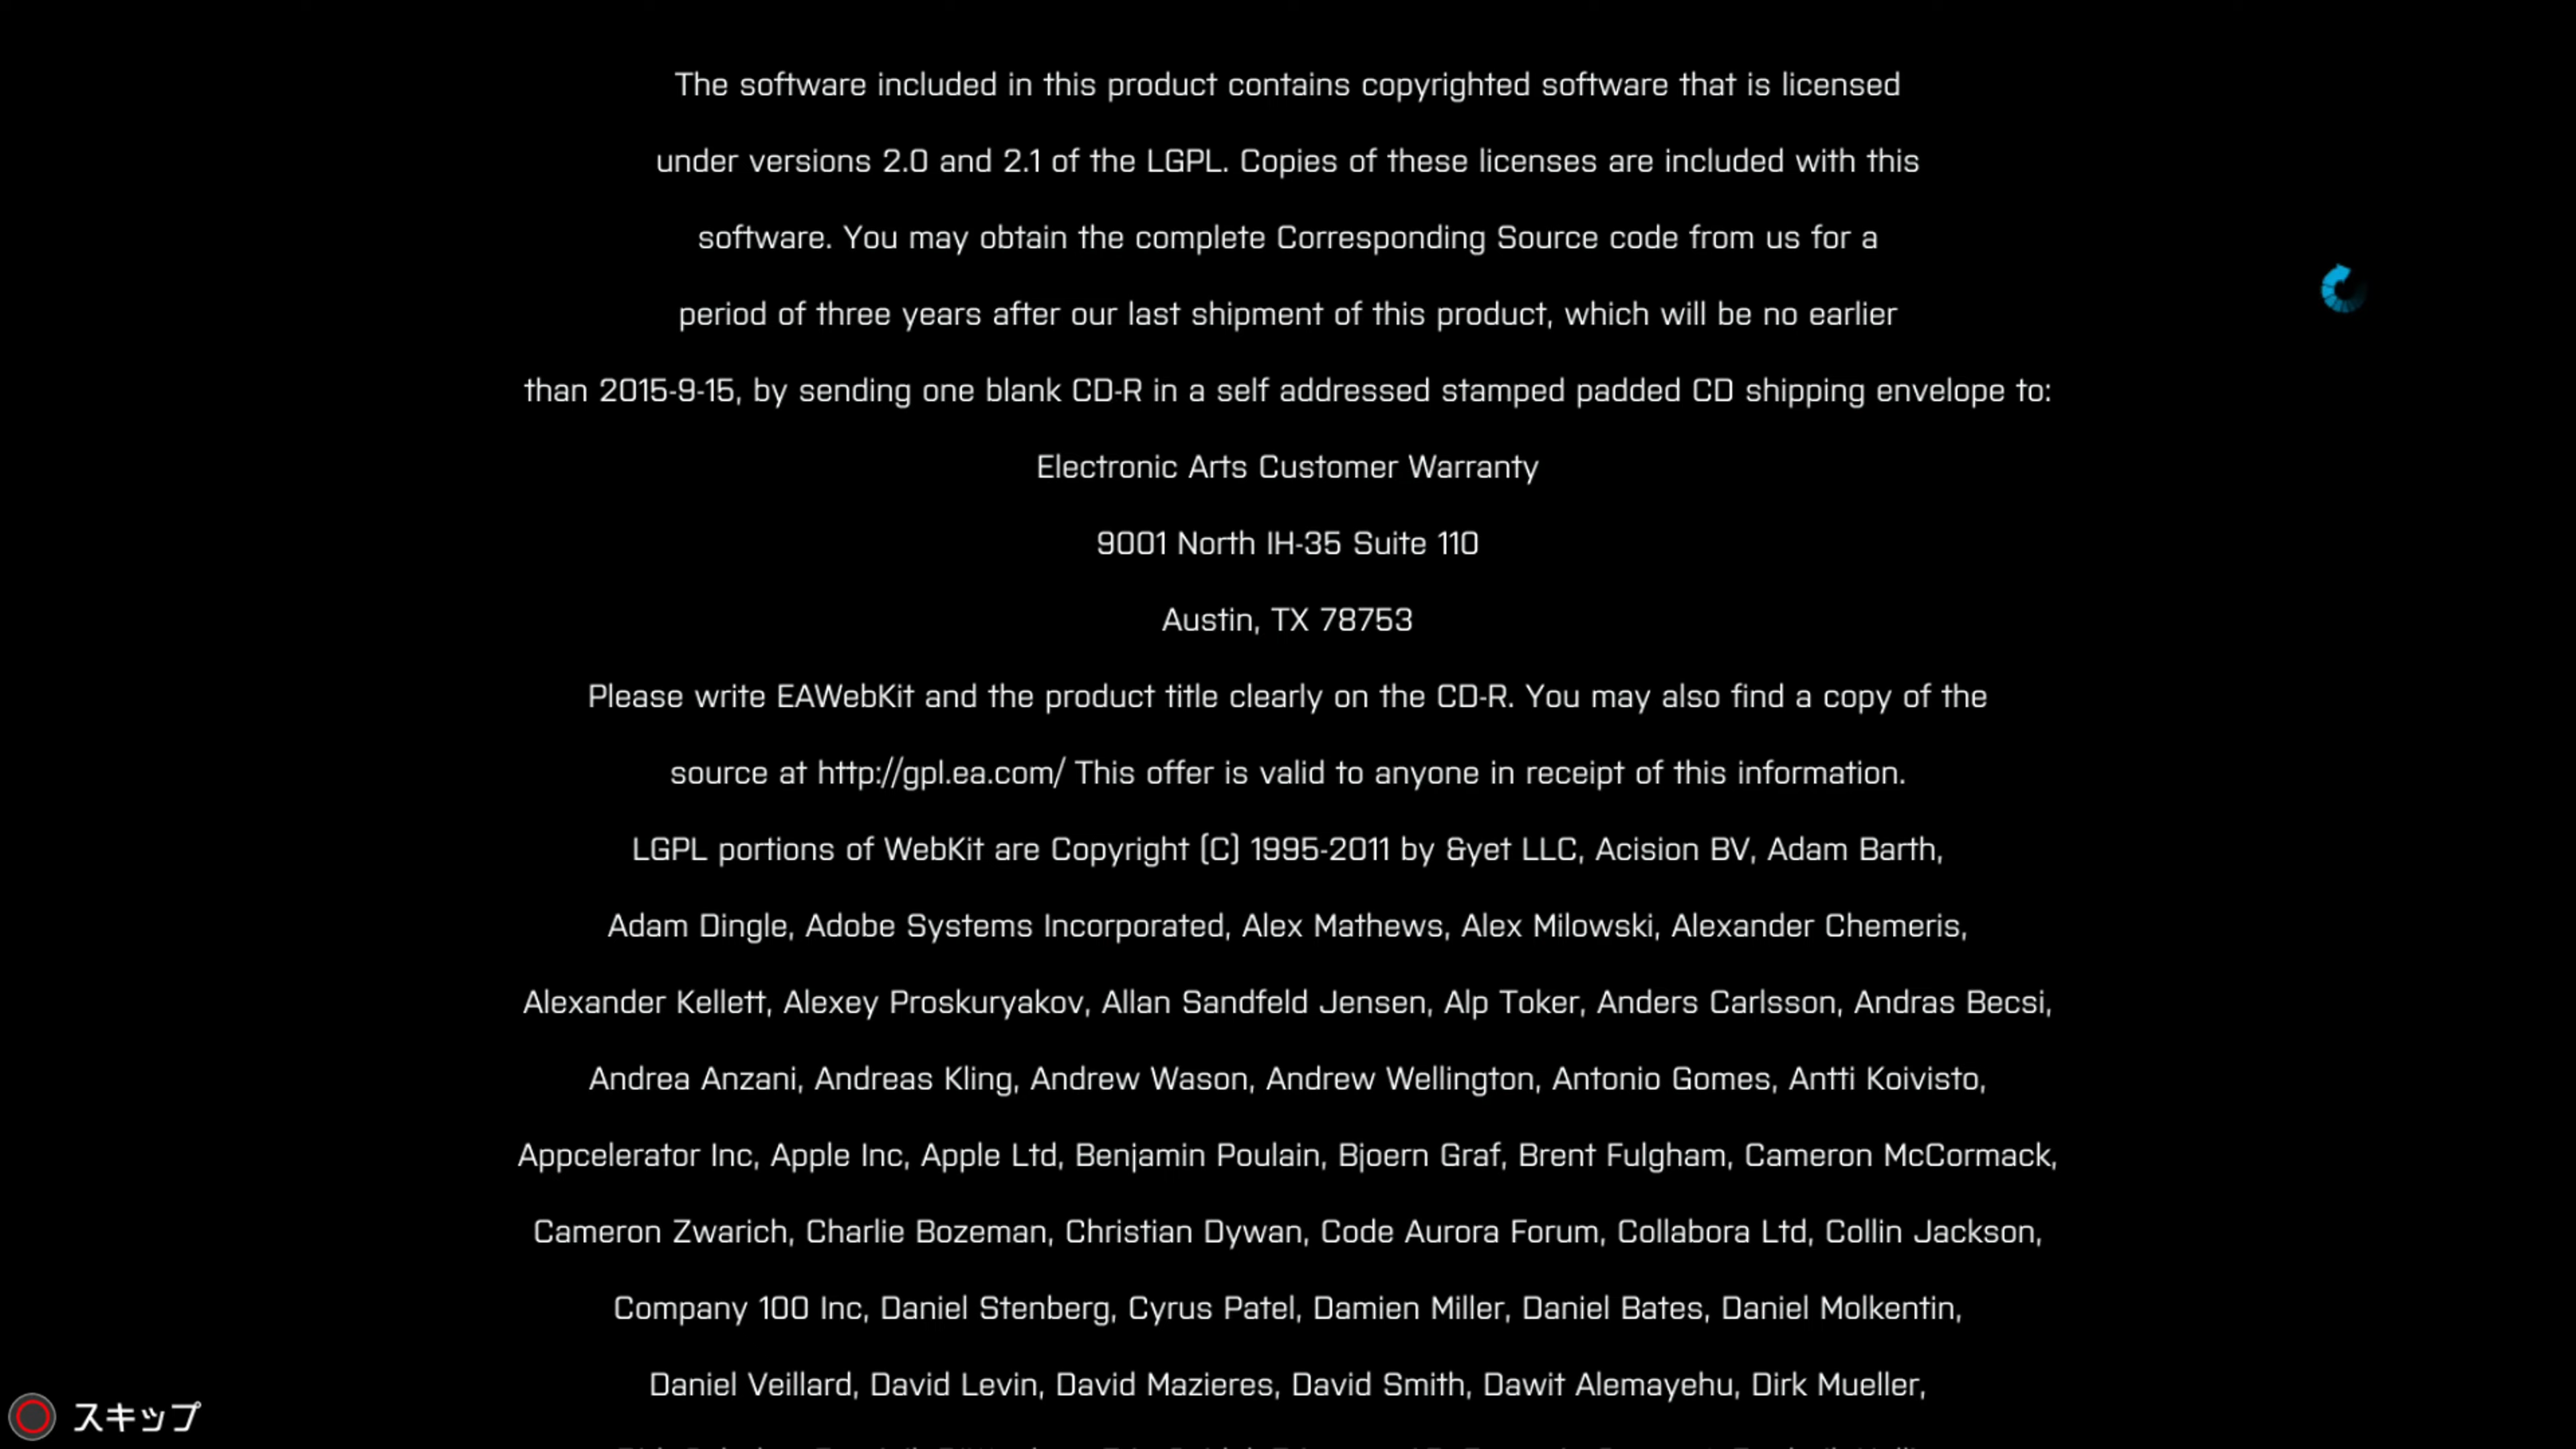 The software included in this product contains copyrighted software that is licensed
under versions 2.0 and 2.1 of the LGPL. Copies of these licenses are included with this
software. You may obtain the complete Corresponding Source code from us for a
period of three years after our last shipment of this product, which will be no earlier
than 2015-9-15, by sending one blank CD-R in a self addressed stamped padded CD shipping envelope to:
Electronic Arts Customer Warranty
9001 North IH-35 Suite 110
Austin, TX 78753
Please write EAWebKit and the product title clearly on the CD-R. You may also find a copy of the
source at http://gpl.ea.com/ This offer is valid to anyone in receipt of this information.
LGPL portions of WebKit are Copyright (C) 1995-2011 by &yet LLC, Acision BV, Adam Barth,
Adam Dingle, Adobe Systems Incorporated, Alex Mathews, Alex Milowski, Alexander Chemeris,
Alexander Kellett, Alexey Proskuryakov, Allan Sandfeld Jensen, Alp Toker, Anders Carlsson, Andras Becsi,
Andrea Anzani, Andreas Kling, Andrew Wason, Andrew Wellington, Antonio Gomes, Antti Koivisto,
Appcelerator Inc, Apple Inc, Apple Ltd, Benjamin Poulain, Bjoern Graf, Brent Fulgham, Cameron McCormack,
Cameron Zwarich, Charlie Bozeman, Christian Dywan, Code Aurora Forum, Collabora Ltd, Collin Jackson,
Company 100 Inc, Daniel Stenberg, Cyrus Patel, Damien Miller, Daniel Bates, Daniel Molkentin,
Daniel Veillard, David Levin, David Mazieres, David Smith, Dawit Alemayehu, Dirk Mueller,
スキップ